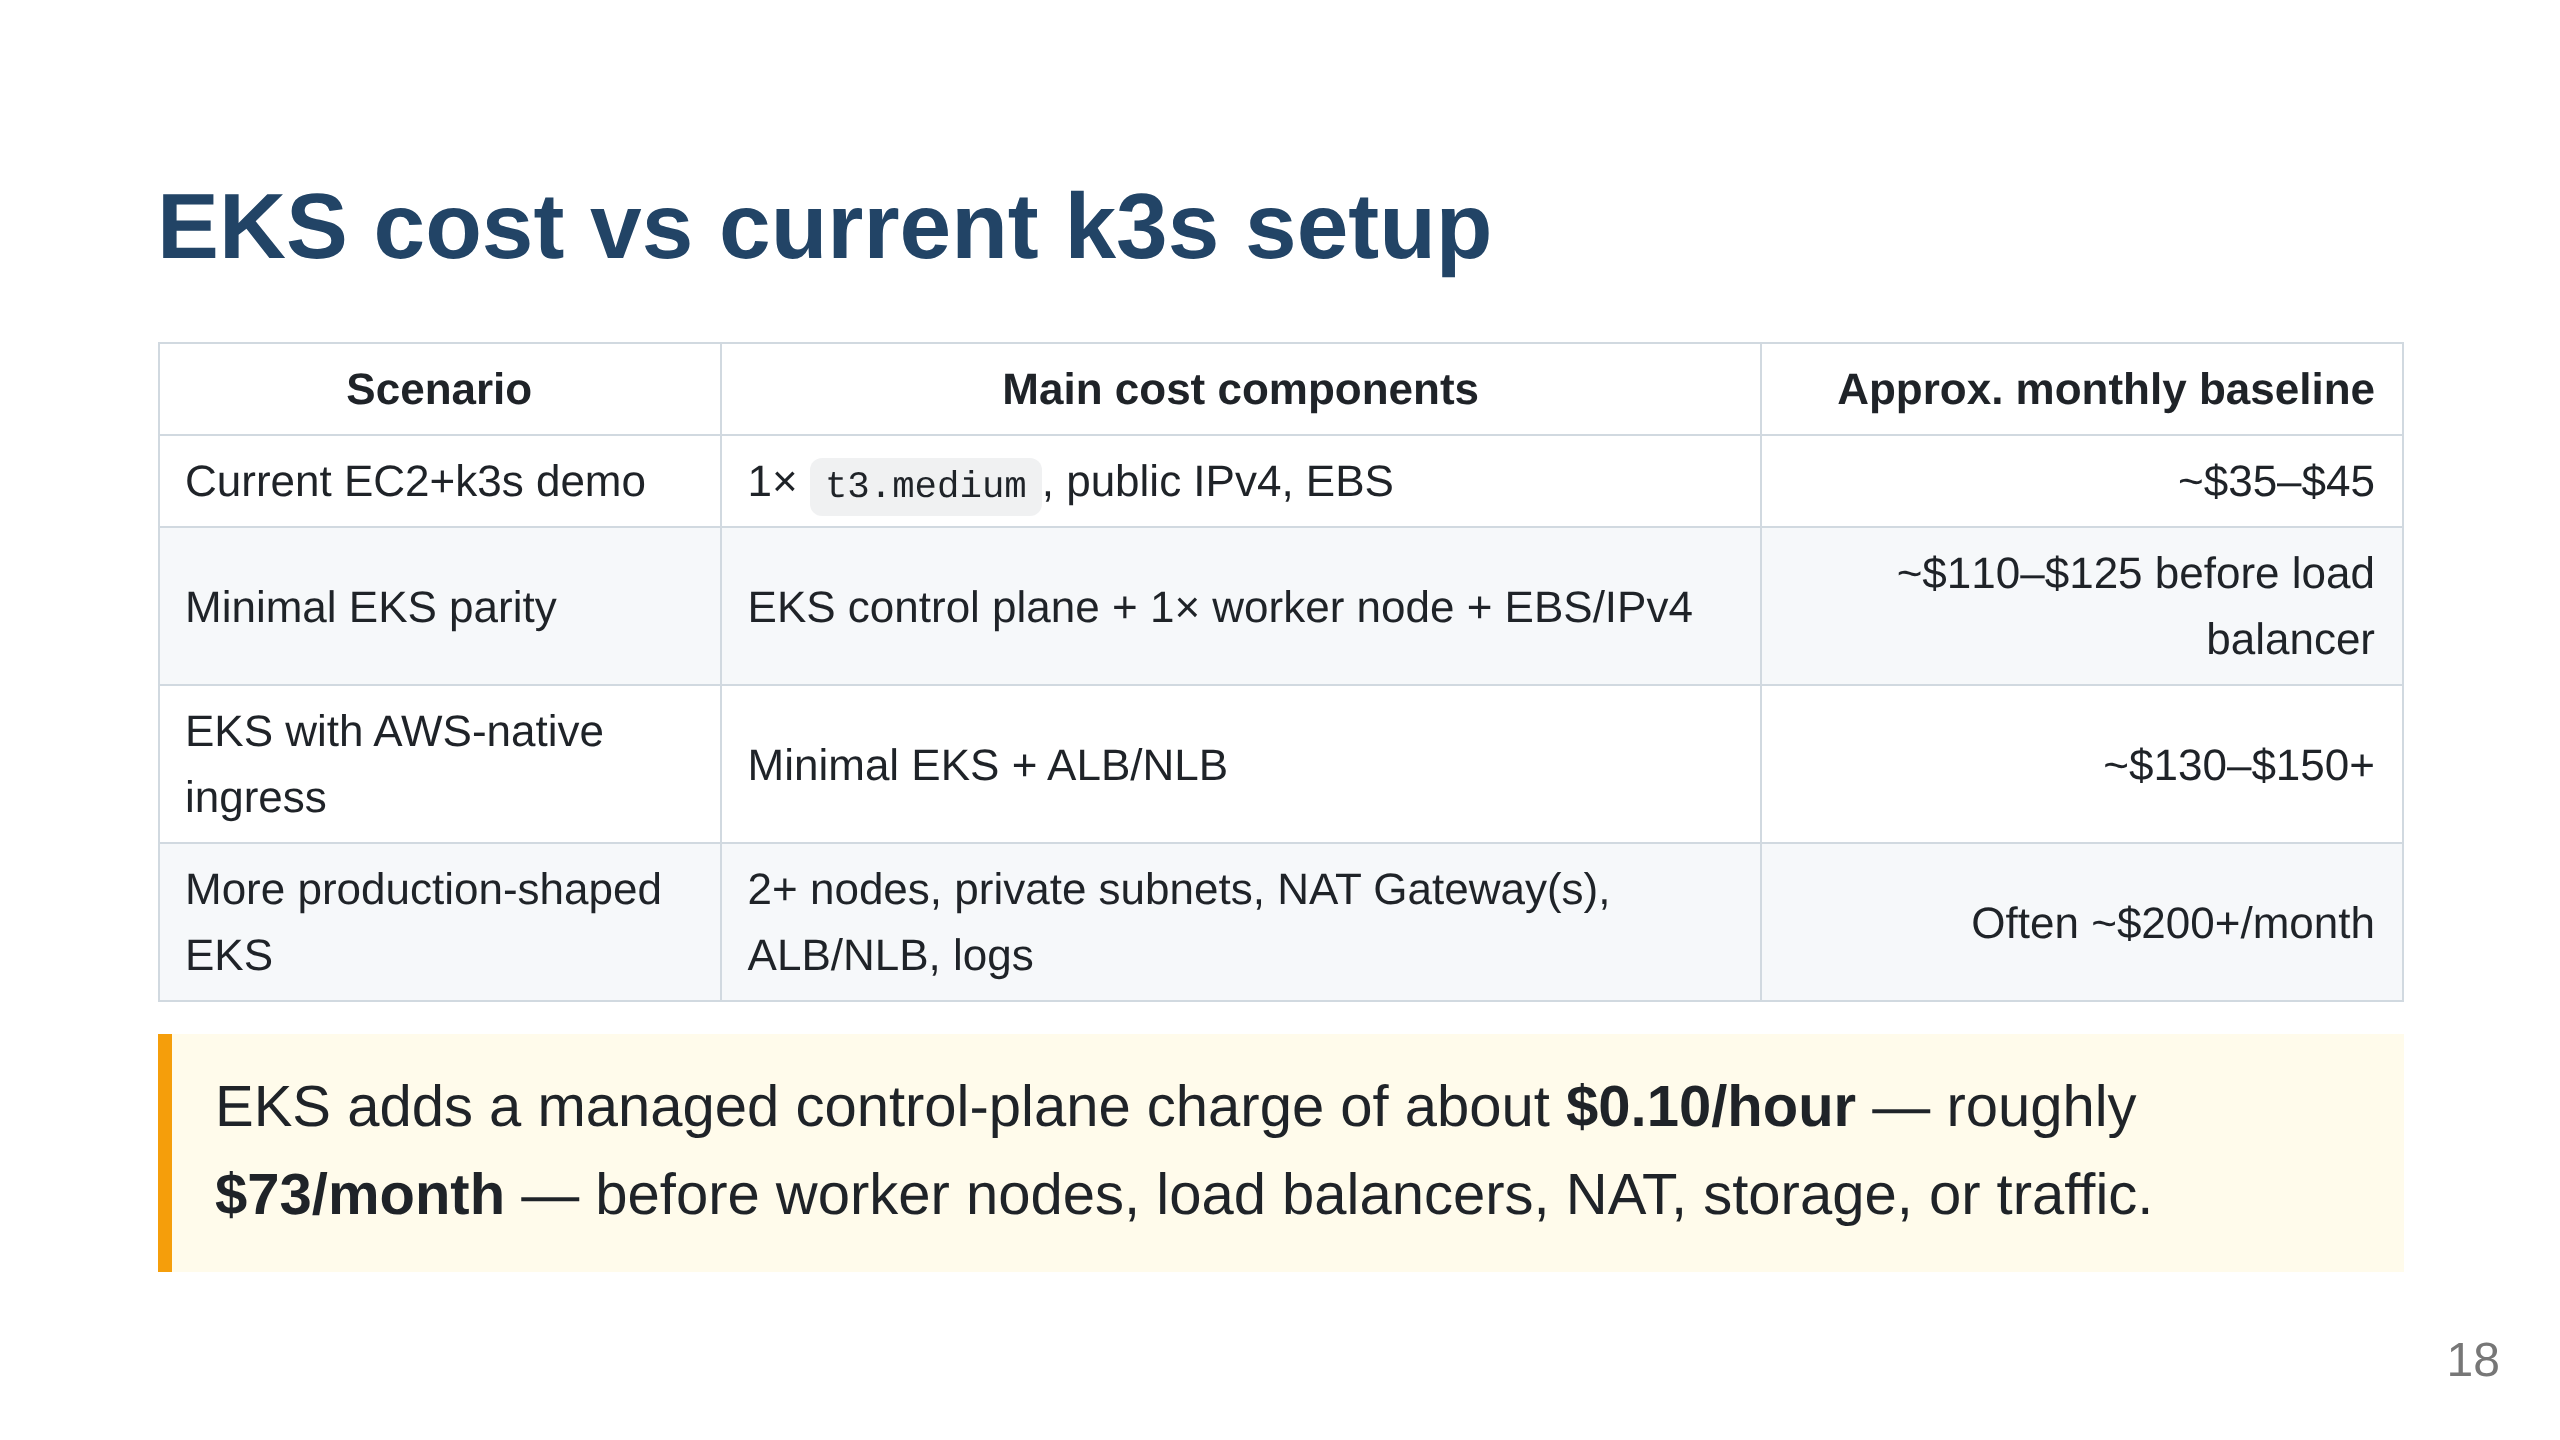 EKS cost vs current k3s setup
Scenario
Main cost components
Approx. monthly baseline
Current EC2+k3s demo
1× t3.medium, public IPv4, EBS
~$35–$45
Minimal EKS parity
EKS control plane + 1× worker node + EBS/IPv4
~$110–$125 before load
balancer
EKS with AWS-native
ingress
Minimal EKS + ALB/NLB
~$130–$150+
More production-shaped
EKS
2+ nodes, private subnets, NAT Gateway(s),
ALB/NLB, logs
Often ~$200+/month
EKS adds a managed control-plane charge of about $0.10/hour — roughly
$73/month — before worker nodes, load balancers, NAT, storage, or traffic.
18